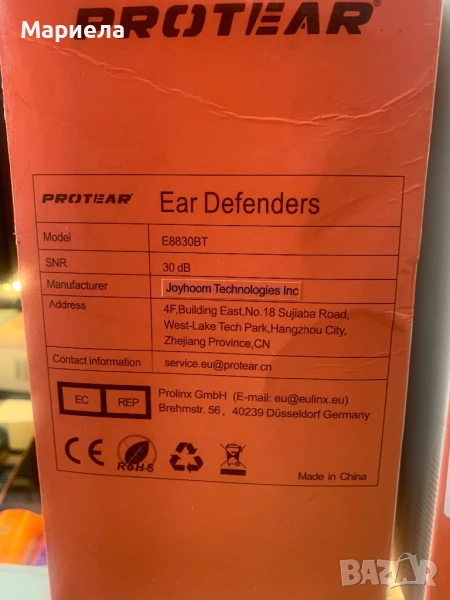 Мариела
PROTEAR
PROTEAR® Ear Defenders
Model E8830BT
SNR 30 dB
Manufacturer Joyhoom Technologies Inc
Address 4F,Building East,No.18 Sujiaba Road,
West-Lake Tech Park,Hangzhou City,
Zhejiang Province,CN
Contact information service.eu@protear.cn
EC REP Prolinx GmbH (E-mail: eu@eulinx.eu)
Brehmstr. 56, 40239 Düsseldorf Germany
CE RoHS
Made in China
BAZAR